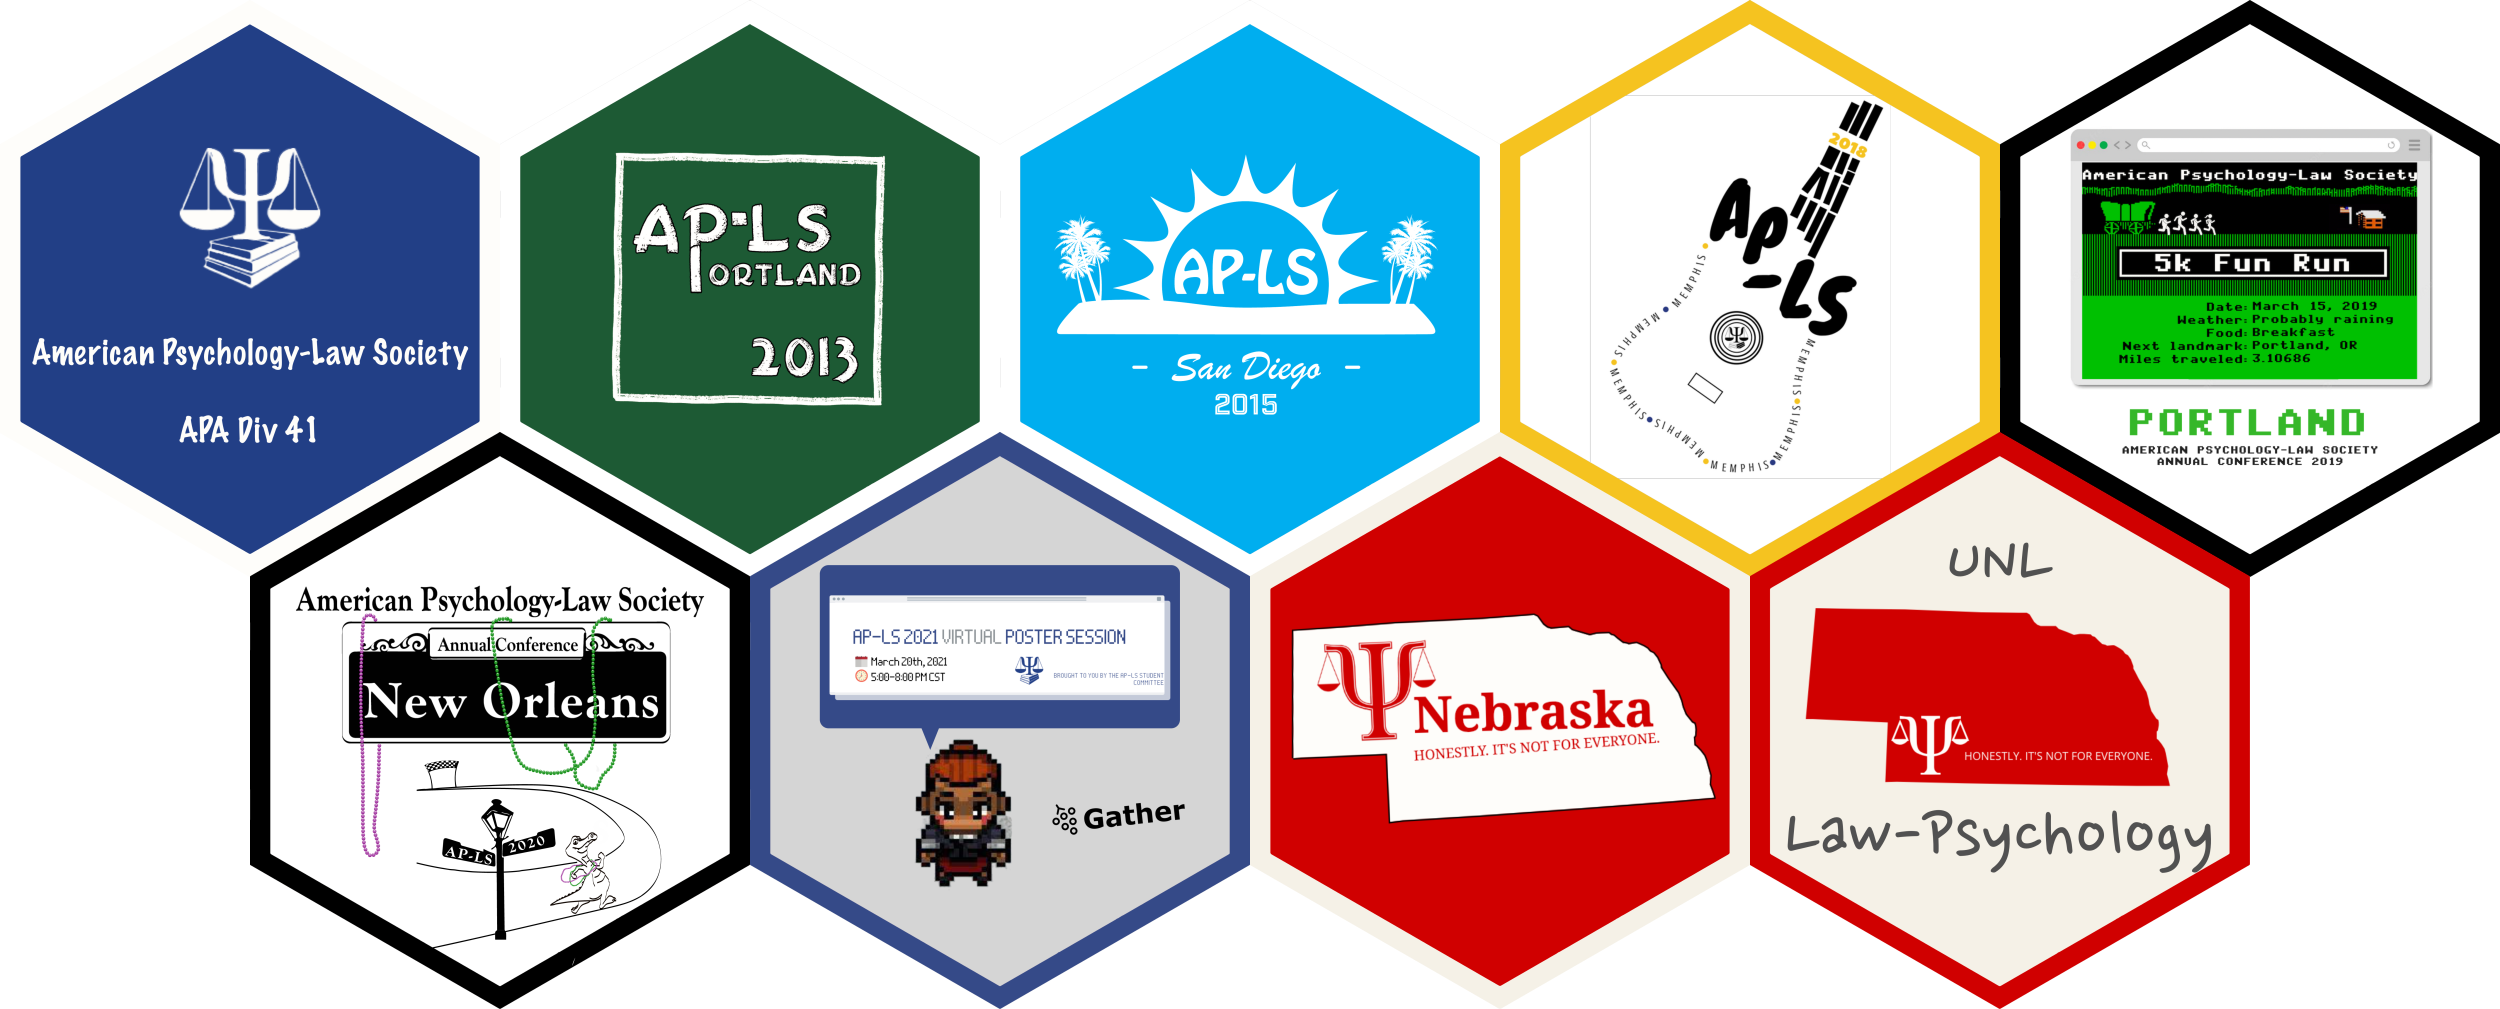 American Psychology-Law Society
APA Div 41
AP-LS
PORTLAND
2013
AP-LS
San Diego
2015
2018
AP
-LS
MEMPHIS • MEMPHIS • MEMPHIS • MEMPHIS • MEMPHIS • MEMPHIS • MEMPHIS
American Psychology-Law Society
5k Fun Run
Date: March 15, 2019
Weather: Probably raining
Food: Breakfast
Next landmark: Portland, OR
Miles traveled: 3.10686
PORTLAND
AMERICAN PSYCHOLOGY-LAW SOCIETY
ANNUAL CONFERENCE 2019
American Psychology-Law Society
Annual Conference
New Orleans
AP-LS 2020
AP-LS 2021 VIRTUAL POSTER SESSION
March 20th, 2021
5:00-8:00 PM CST
BROUGHT TO YOU BY THE AP-LS STUDENT
COMMITTEE
Gather
Nebraska
HONESTLY. IT'S NOT FOR EVERYONE.
UNL
HONESTLY. IT'S NOT FOR EVERYONE.
Law-Psychology